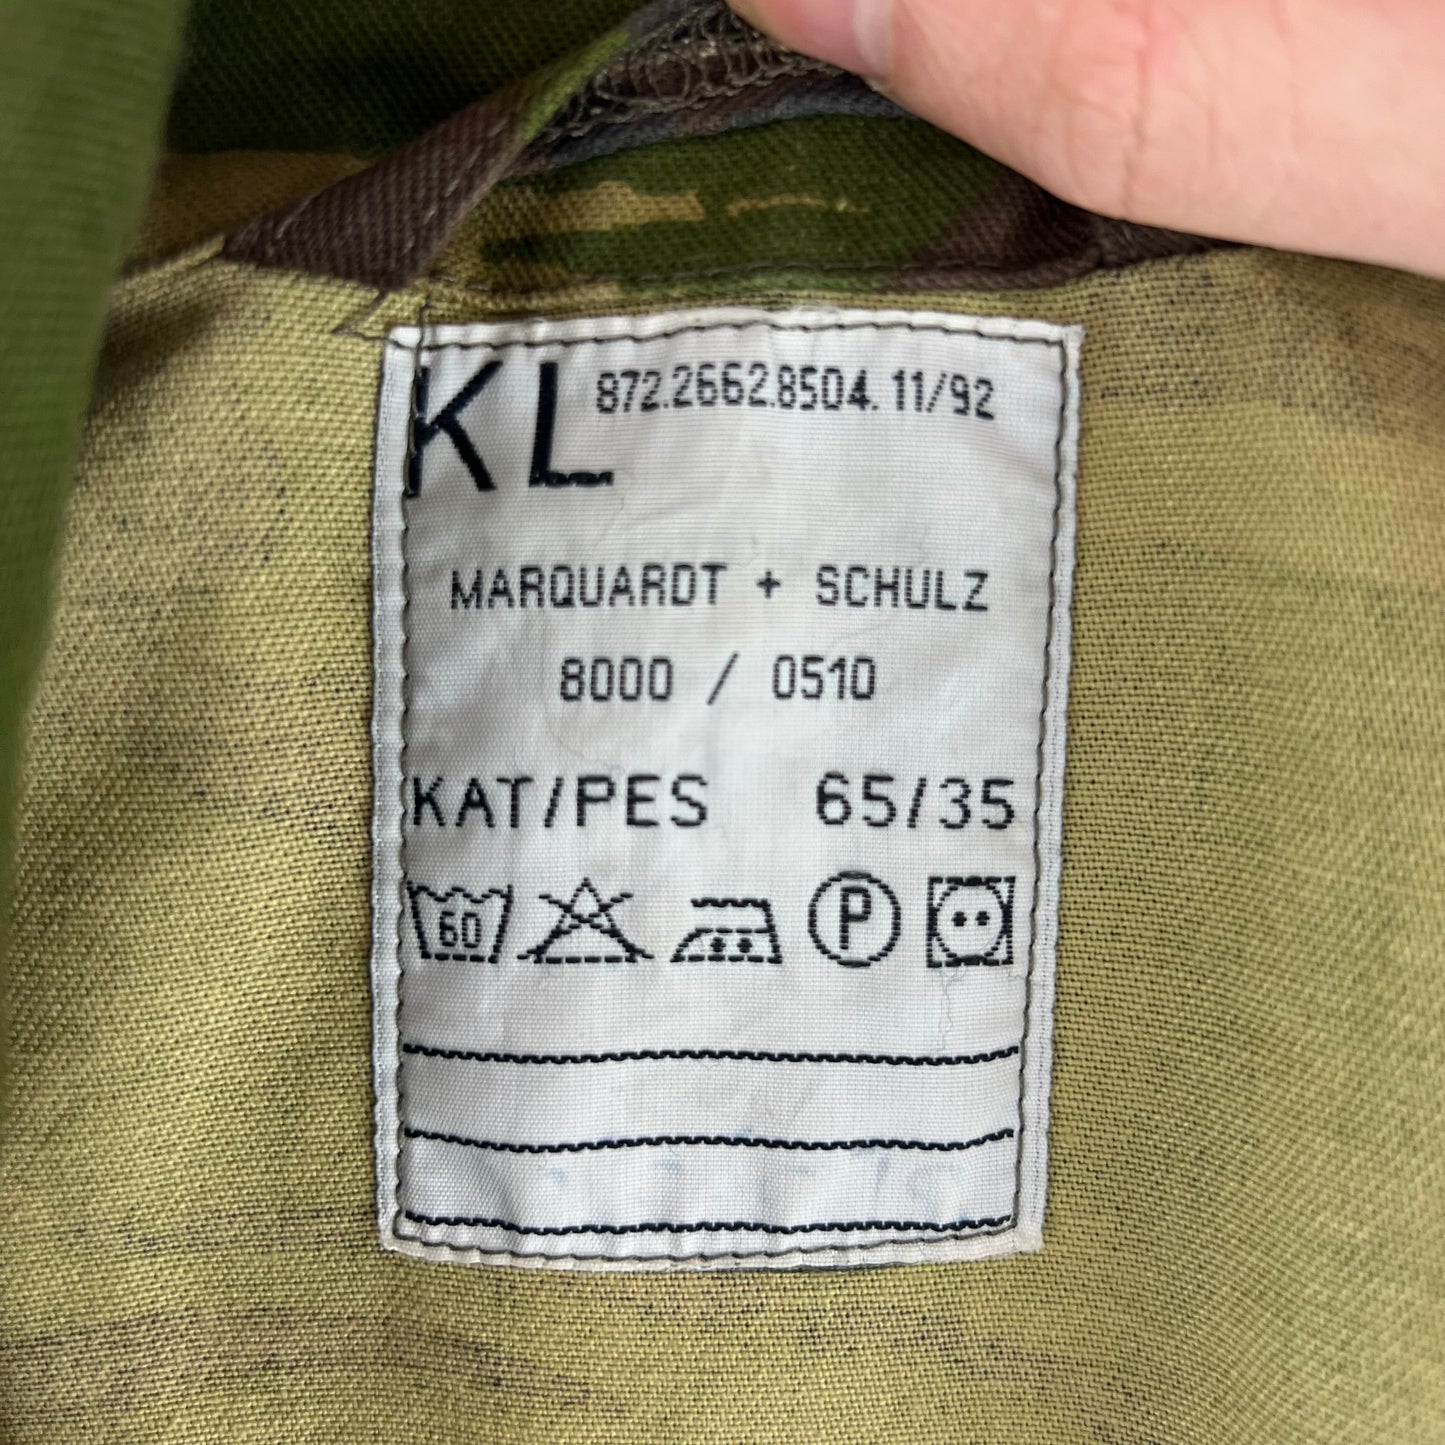 KL 872.2662.8504. 11/92
MARQUARDT + SCHULZ
8000 / 0510
KAT/PES 65/35
60 P